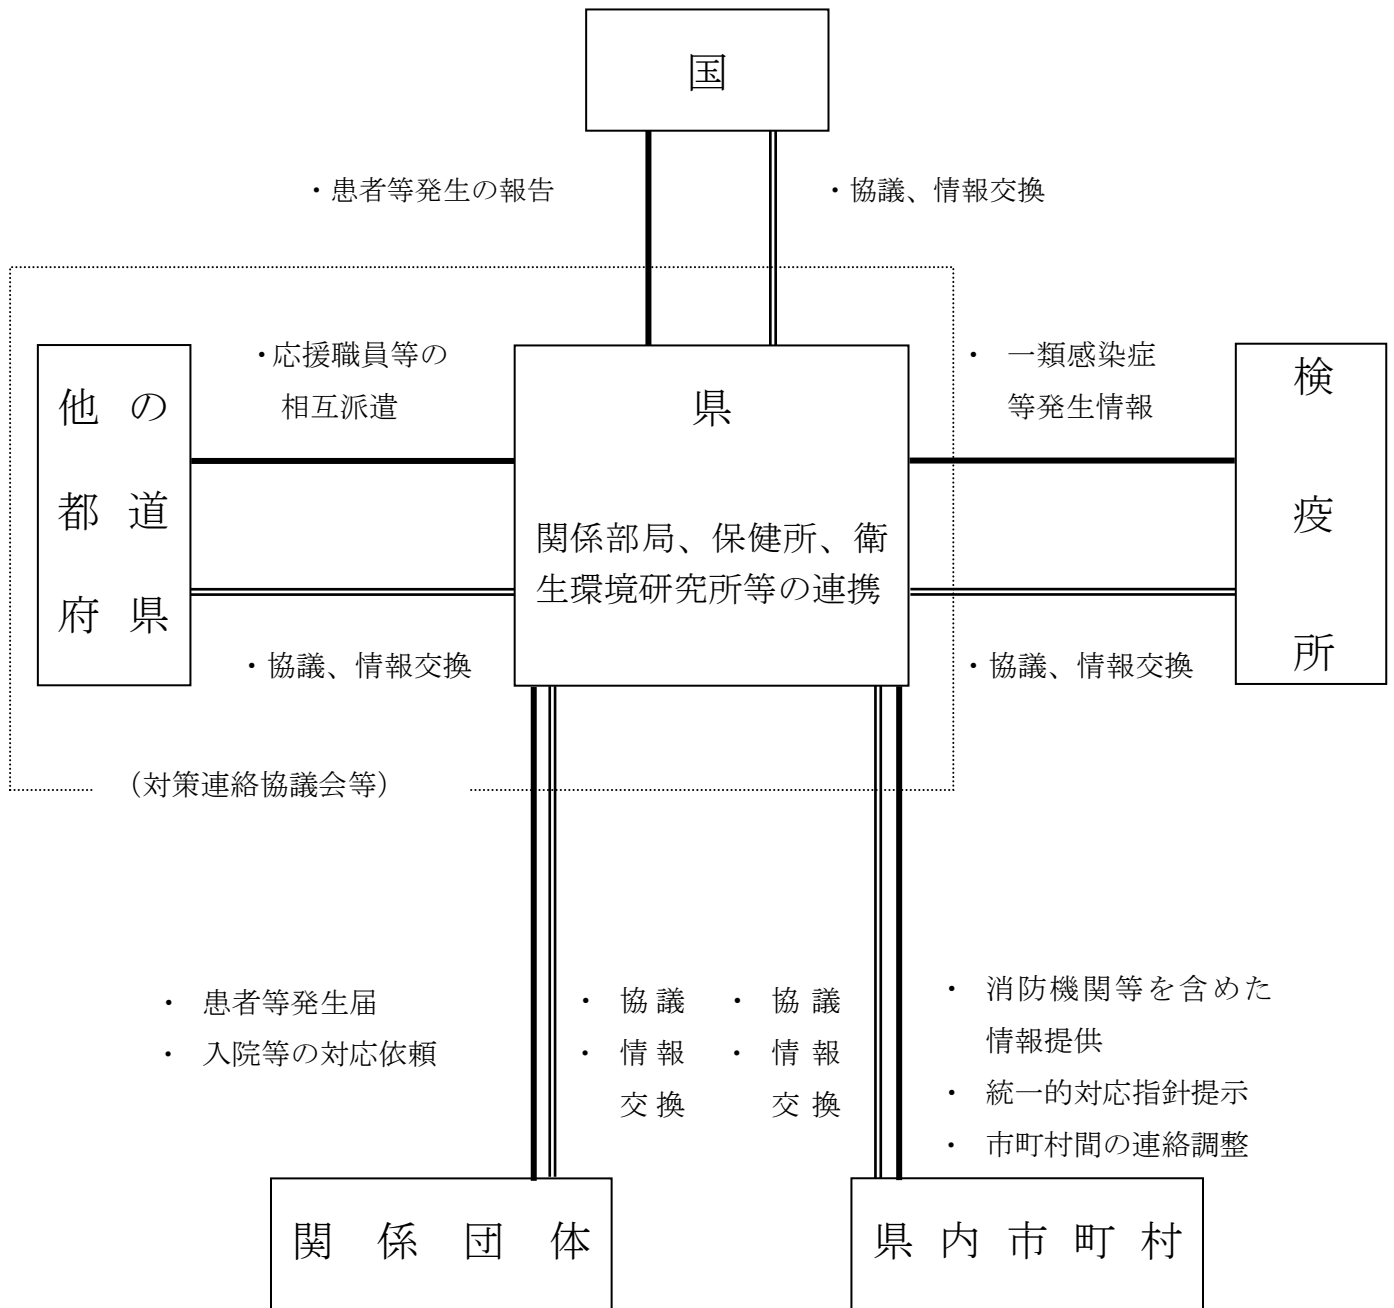 国
・患者等発生の報告
・協議、情報交換
他の
都道
府県
・応援職員等の
相互派遣
・協議、情報交換
県
関係部局、保健所、衛
生環境研究所等の連携
・ 一類感染症
等発生情報
・協議、情報交換
検
疫
所
（対策連絡協議会等）
・ 患者等発生届
・ 入院等の対応依頼
・ 協議
・ 情報
交換
・ 協議
・ 情報
交換
・ 消防機関等を含めた
情報提供
・ 統一的対応指針提示
・ 市町村間の連絡調整
関係団体
県内市町村